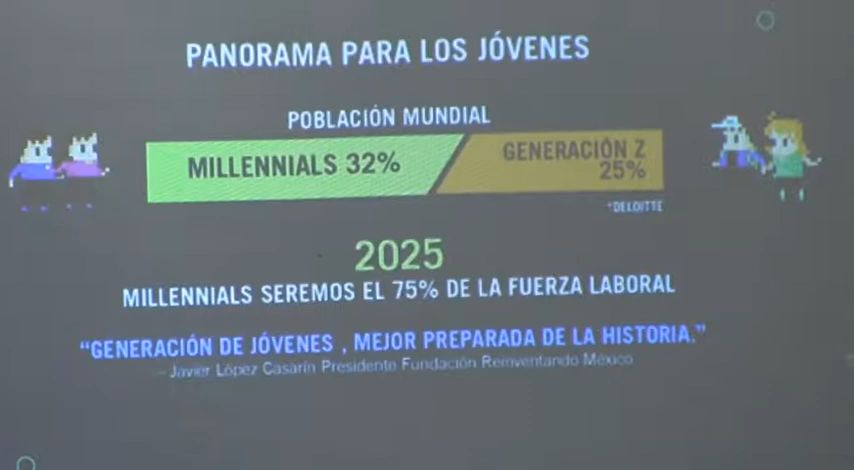 PANORAMA PARA LOS JÓVENES
POBLACIÓN MUNDIAL
MILLENNIALS 32%
GENERACIÓN Z
25%
*DELOITTE
2025
MILLENNIALS SEREMOS EL 75% DE LA FUERZA LABORAL
“GENERACIÓN DE JÓVENES , MEJOR PREPARADA DE LA HISTORIA.”
- Javier López Casarín Presidente Fundación Reinventando México